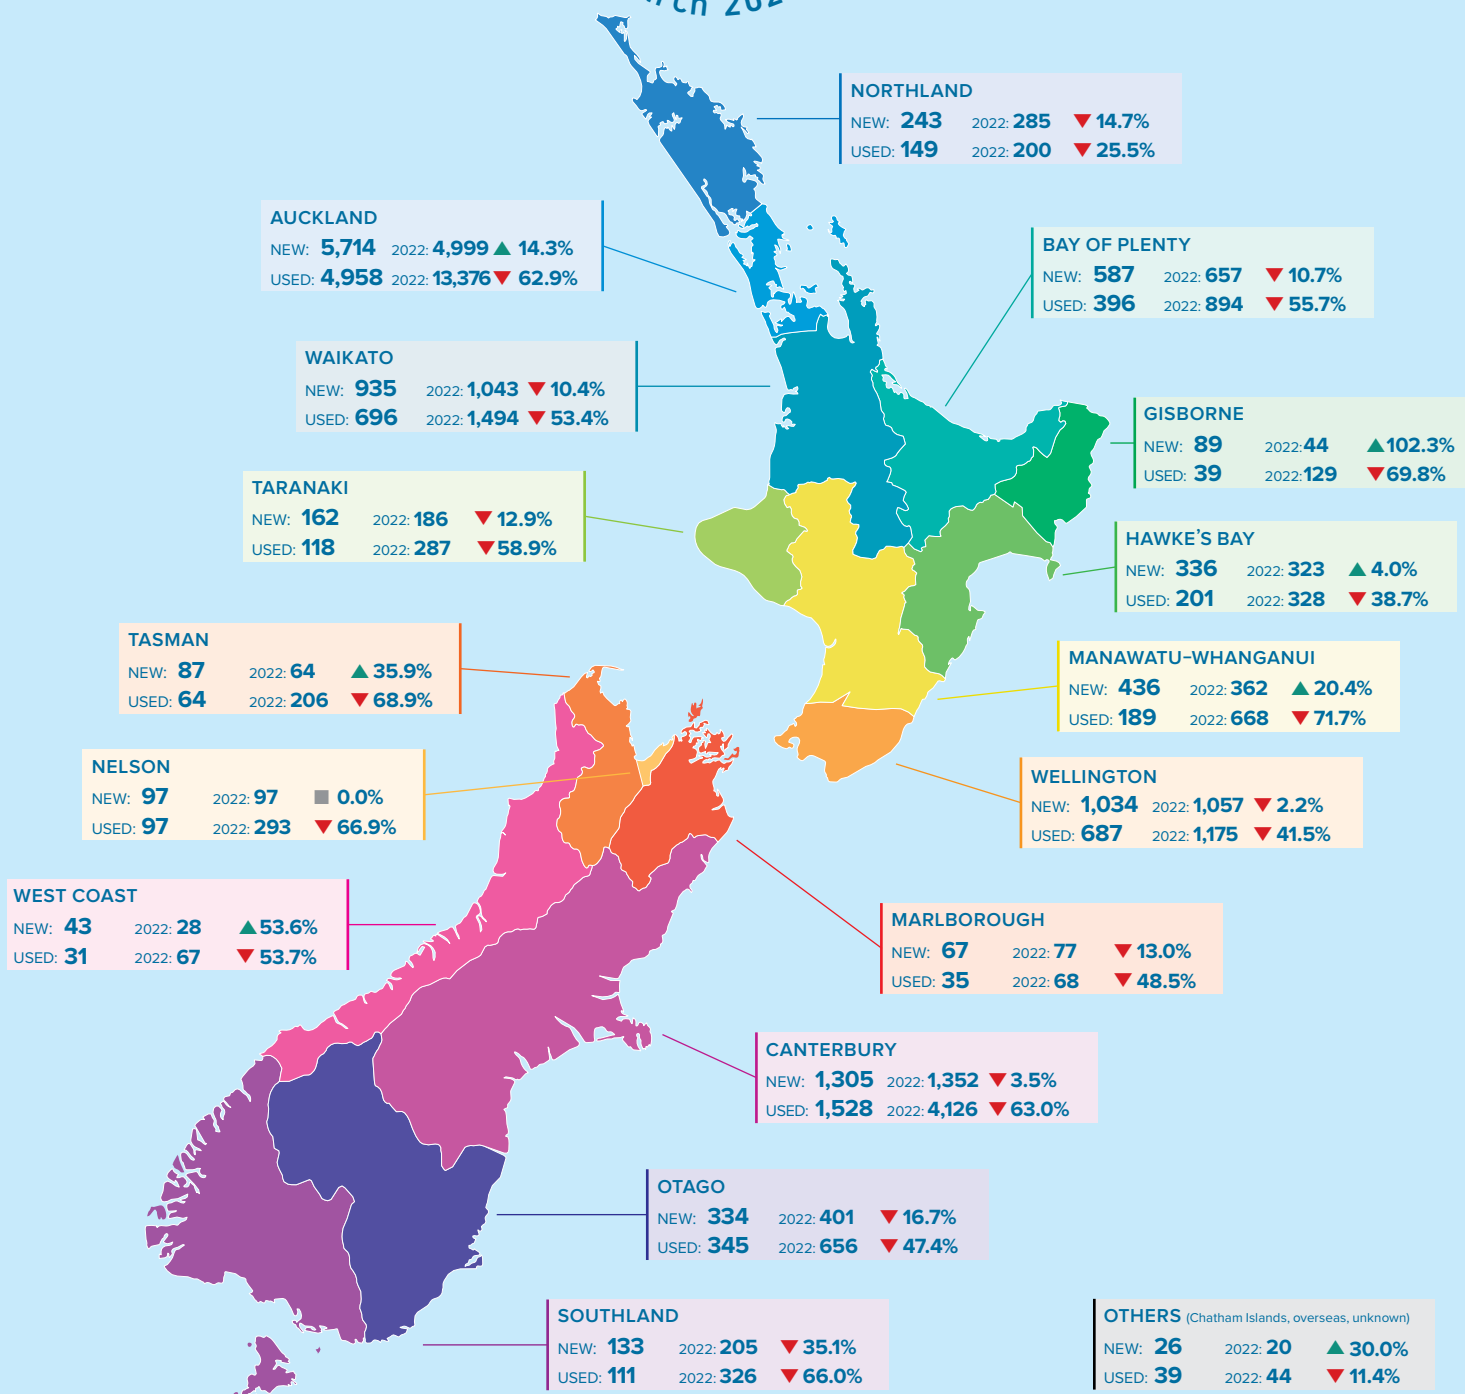 NORTHLAND
NEW: 243 2022: 285 ▼ 14.7%
USED: 149 2022: 200 ▼ 25.5%
AUCKLAND
NEW: 5,714 2022: 4,999 ▲ 14.3%
USED: 4,958 2022: 13,376 ▼ 62.9%
BAY OF PLENTY
NEW: 587 2022: 657 ▼ 10.7%
USED: 396 2022: 894 ▼ 55.7%
WAIKATO
NEW: 935 2022: 1,043 ▼ 10.4%
USED: 696 2022: 1,494 ▼ 53.4%
GISBORNE
NEW: 89 2022: 44 ▲ 102.3%
USED: 39 2022: 129 ▼ 69.8%
TARANAKI
NEW: 162 2022: 186 ▼ 12.9%
USED: 118 2022: 287 ▼ 58.9%
HAWKE'S BAY
NEW: 336 2022: 323 ▲ 4.0%
USED: 201 2022: 328 ▼ 38.7%
TASMAN
NEW: 87 2022: 64 ▲ 35.9%
USED: 64 2022: 206 ▼ 68.9%
MANAWATU-WHANGANUI
NEW: 436 2022: 362 ▲ 20.4%
USED: 189 2022: 668 ▼ 71.7%
NELSON
NEW: 97 2022: 97 ■ 0.0%
USED: 97 2022: 293 ▼ 66.9%
WELLINGTON
NEW: 1,034 2022: 1,057 ▼ 2.2%
USED: 687 2022: 1,175 ▼ 41.5%
WEST COAST
NEW: 43 2022: 28 ▲ 53.6%
USED: 31 2022: 67 ▼ 53.7%
MARLBOROUGH
NEW: 67 2022: 77 ▼ 13.0%
USED: 35 2022: 68 ▼ 48.5%
CANTERBURY
NEW: 1,305 2022: 1,352 ▼ 3.5%
USED: 1,528 2022: 4,126 ▼ 63.0%
OTAGO
NEW: 334 2022: 401 ▼ 16.7%
USED: 345 2022: 656 ▼ 47.4%
SOUTHLAND
NEW: 133 2022: 205 ▼ 35.1%
USED: 111 2022: 326 ▼ 66.0%
OTHERS (Chatham Islands, overseas, unknown)
NEW: 26 2022: 20 ▲ 30.0%
USED: 39 2022: 44 ▼ 11.4%